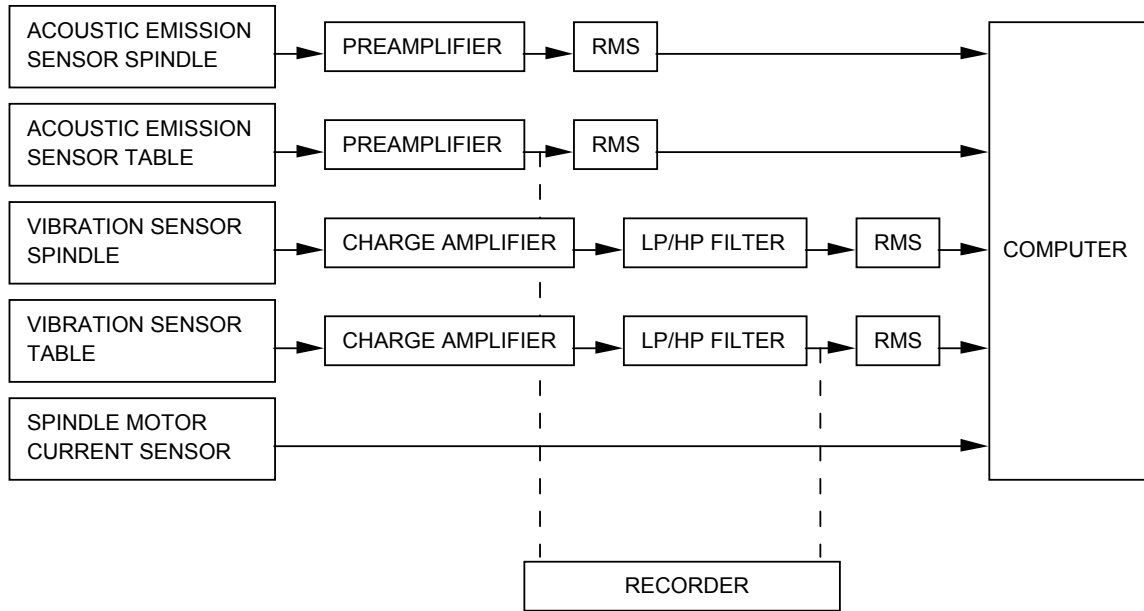 ACOUSTIC EMISSION
SENSOR SPINDLE
PREAMPLIFIER
RMS
ACOUSTIC EMISSION
SENSOR TABLE
PREAMPLIFIER
RMS
VIBRATION SENSOR
SPINDLE
CHARGE AMPLIFIER
LP/HP FILTER
RMS
COMPUTER
VIBRATION SENSOR
TABLE
CHARGE AMPLIFIER
LP/HP FILTER
RMS
SPINDLE MOTOR
CURRENT SENSOR
RECORDER